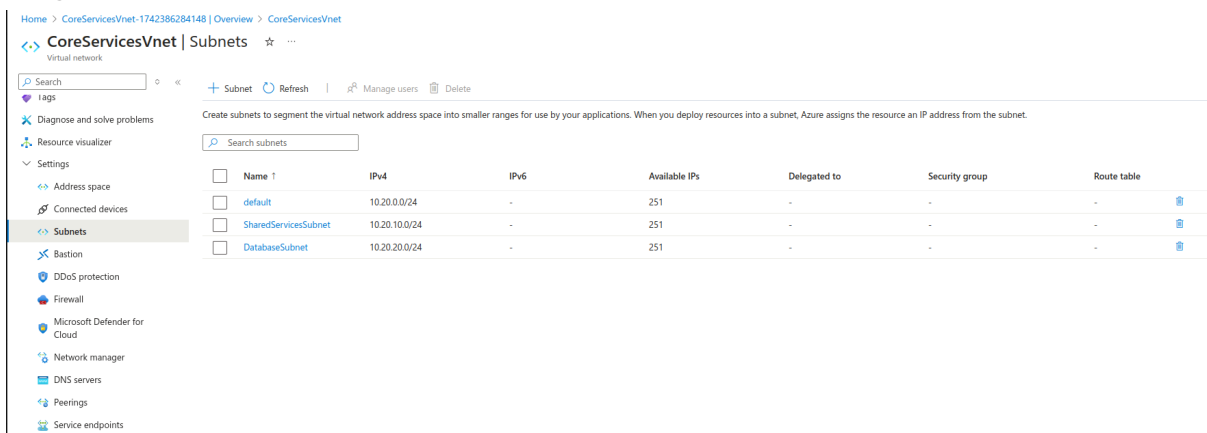 Home > CoreServicesVnet-1742386284148 | Overview > CoreServicesVnet
CoreServicesVnet | Subnets
Virtual network
Search
Tags
Diagnose and solve problems
Resource visualizer
Settings
Address space
Connected devices
Subnets
Bastion
DDoS protection
Firewall
Microsoft Defender for
Cloud
Network manager
DNS servers
Peerings
Service endpoints
+ Subnet Refresh | Manage users Delete
Create subnets to segment the virtual network address space into smaller ranges for use by your applications. When you deploy resources into a subnet, Azure assigns the resource an IP address from the subnet.
Search subnets
Name ↑ IPv4 IPv6 Available IPs Delegated to Security group Route table
default 10.20.0.0/24 - 251 - - -
SharedServicesSubnet 10.20.10.0/24 - 251 - - -
DatabaseSubnet 10.20.20.0/24 - 251 - - -